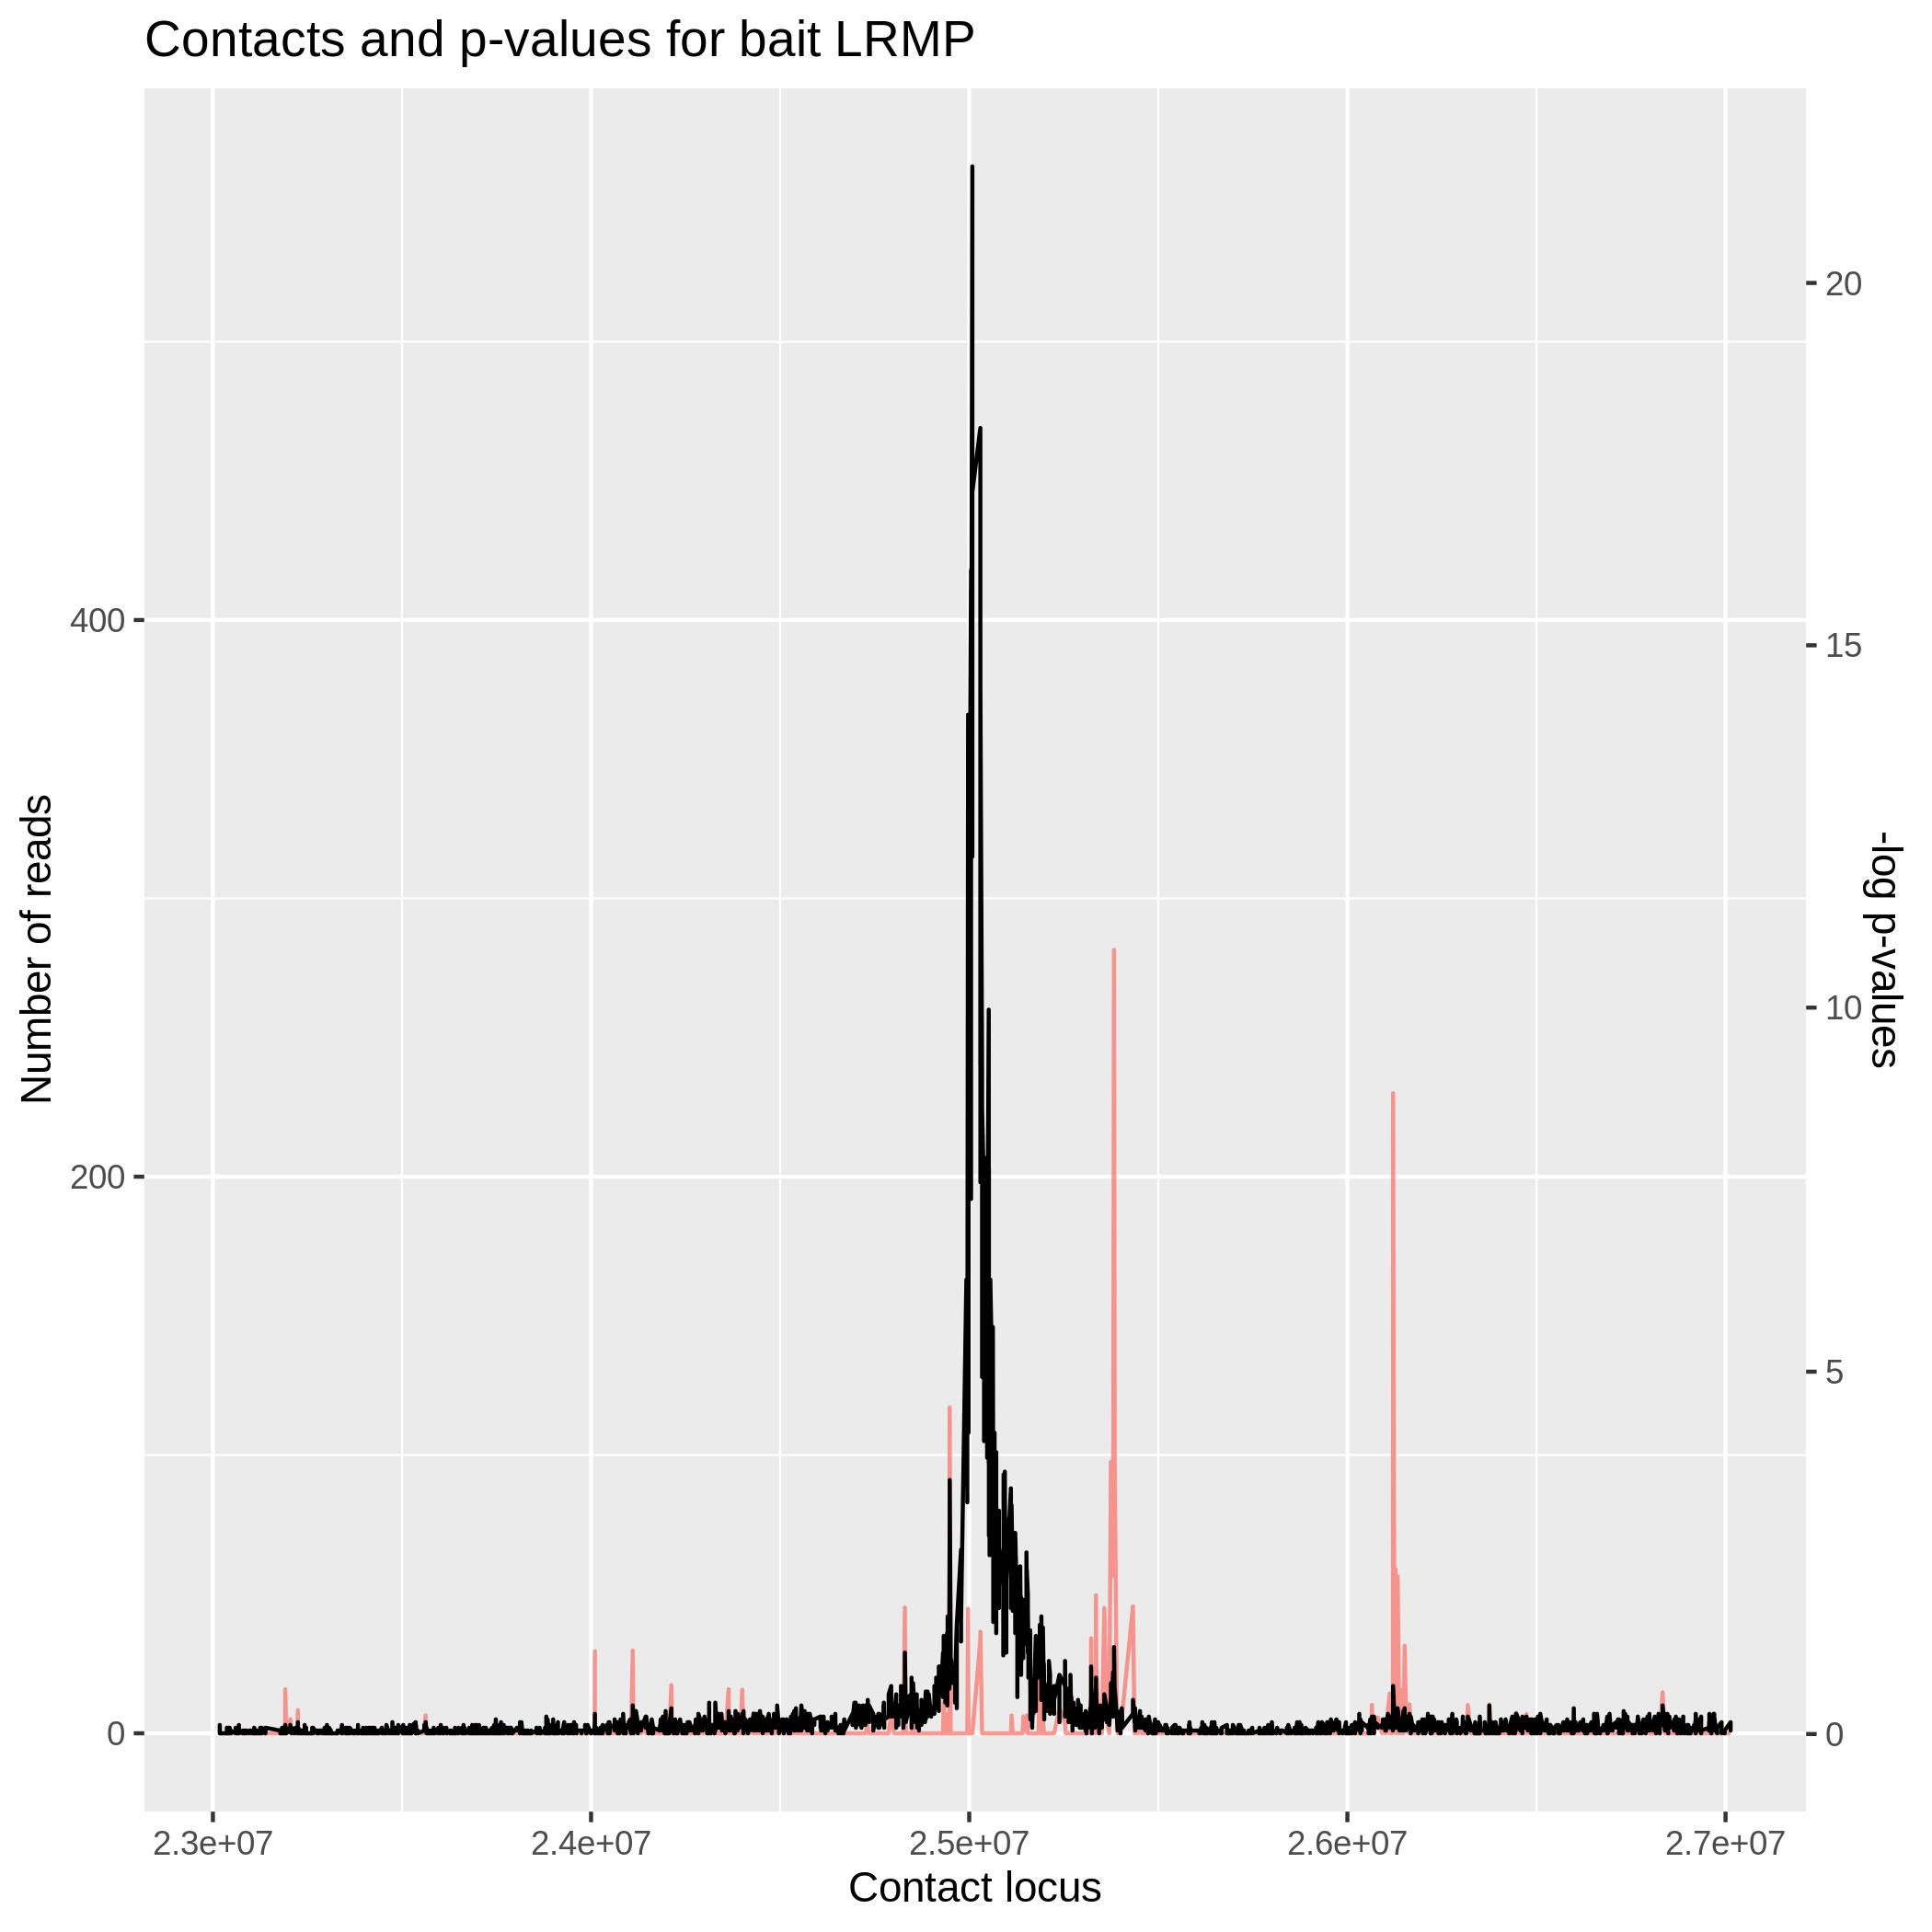 Contacts and p-values for bait LRMP
Number of reads
400
200
0
20
15
10
5
0
-log p-values
2.3e+07
2.4e+07
2.5e+07
2.6e+07
2.7e+07
Contact locus